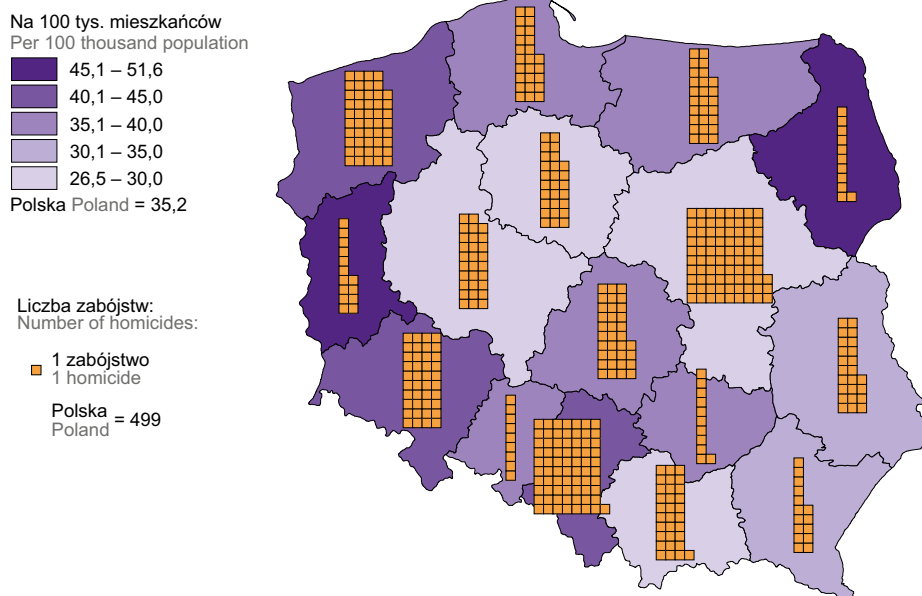 Na 100 tys. mieszkańców
Per 100 thousand population
45,1 – 51,6
40,1 – 45,0
35,1 – 40,0
30,1 – 35,0
26,5 – 30,0
Polska Poland = 35,2
Liczba zabójstw:
Number of homicides:
1 zabójstwo
1 homicide
Polska
Poland = 499